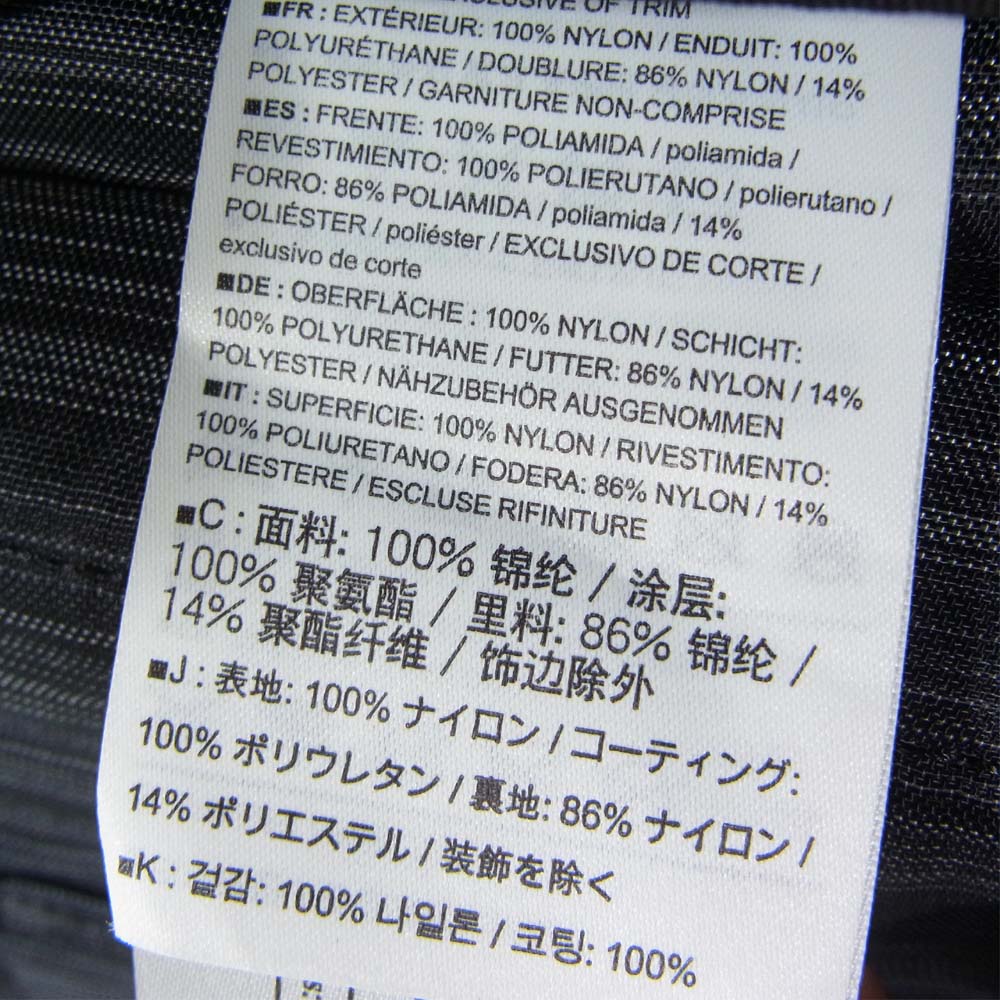 EXCLUSIVE OF TRIM
FR : EXTÉRIEUR: 100% NYLON / ENDUIT: 100%
POLYURÉTHANE / DOUBLURE: 86% NYLON / 14%
POLYESTER / GARNITURE NON-COMPRISE
ES : FRENTE: 100% POLIAMIDA / poliamida /
REVESTIMIENTO: 100% POLIERUTANO / polierutano /
FORRO: 86% POLIAMIDA / poliamida / 14%
POLIÉSTER / poliéster / EXCLUSIVO DE CORTE /
exclusivo de corte
DE : OBERFLÄCHE : 100% NYLON / SCHICHT:
100% POLYURETHANE / FUTTER: 86% NYLON / 14%
POLYESTER / NÄHZUBEHÖR AUSGENOMMEN
IT : SUPERFICIE: 100% NYLON / RIVESTIMENTO:
100% POLIURETANO / FODERA: 86% NYLON / 14%
POLIESTERE / ESCLUSE RIFINITURE
C : 面料: 100% 锦纶 / 涂层:
100% 聚氨酯 / 里料: 86% 锦纶 /
14% 聚酯纤维 / 饰边除外
J : 表地: 100% ナイロン / コーティング:
100% ポリウレタン / 裏地: 86% ナイロン /
14% ポリエステル / 装飾を除く
K : 겉감: 100% 나일론 / 코팅: 100%